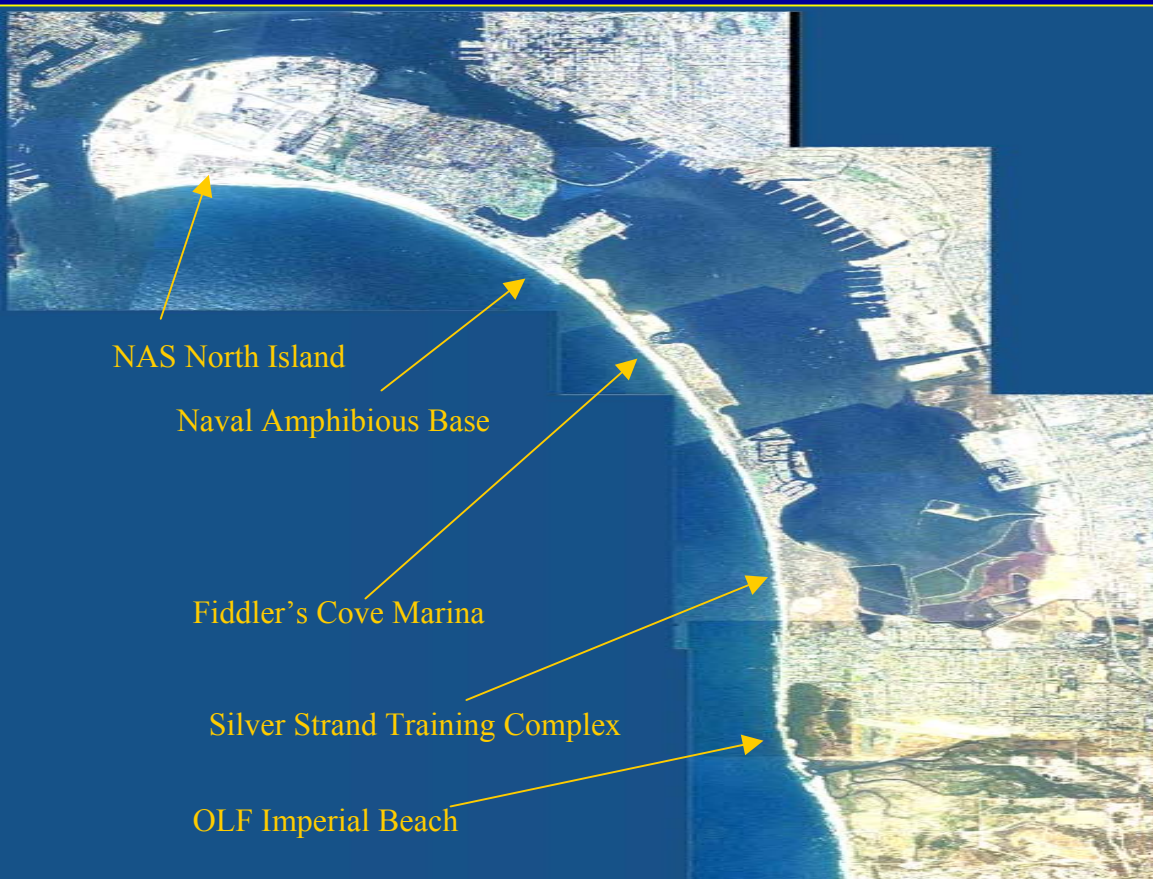 NAS North Island
Naval Amphibious Base
Fiddler’s Cove Marina
Silver Strand Training Complex
OLF Imperial Beach